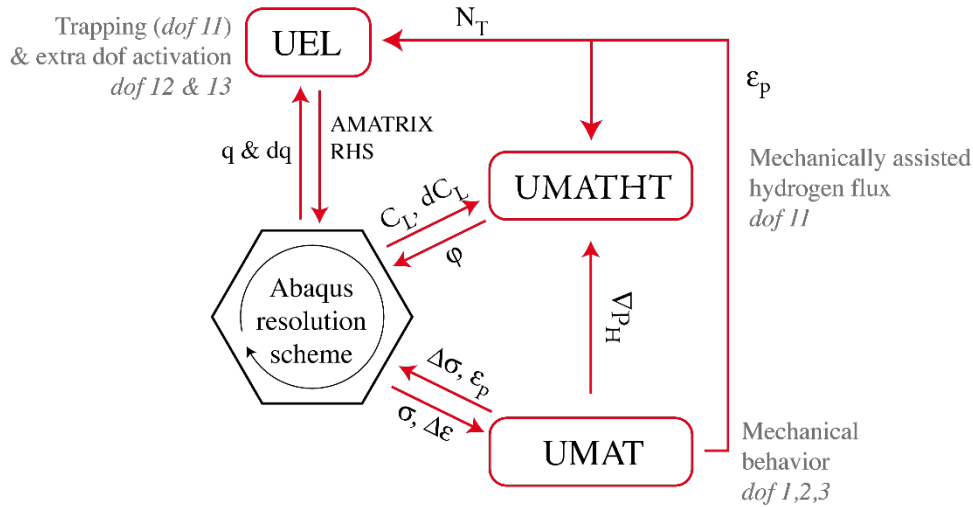 Trapping (dof 11)
& extra dof activation
dof 12 & 13
UEL
N_T
ε_p
q & dq
AMATRIX
RHS
UMATHT
Mechanically assisted
hydrogen flux
dof 11
C_L, dC_L
φ
Abaqus
resolution
scheme
∇P_H
Δσ, ε_p
σ, Δε
UMAT
Mechanical
behavior
dof 1,2,3